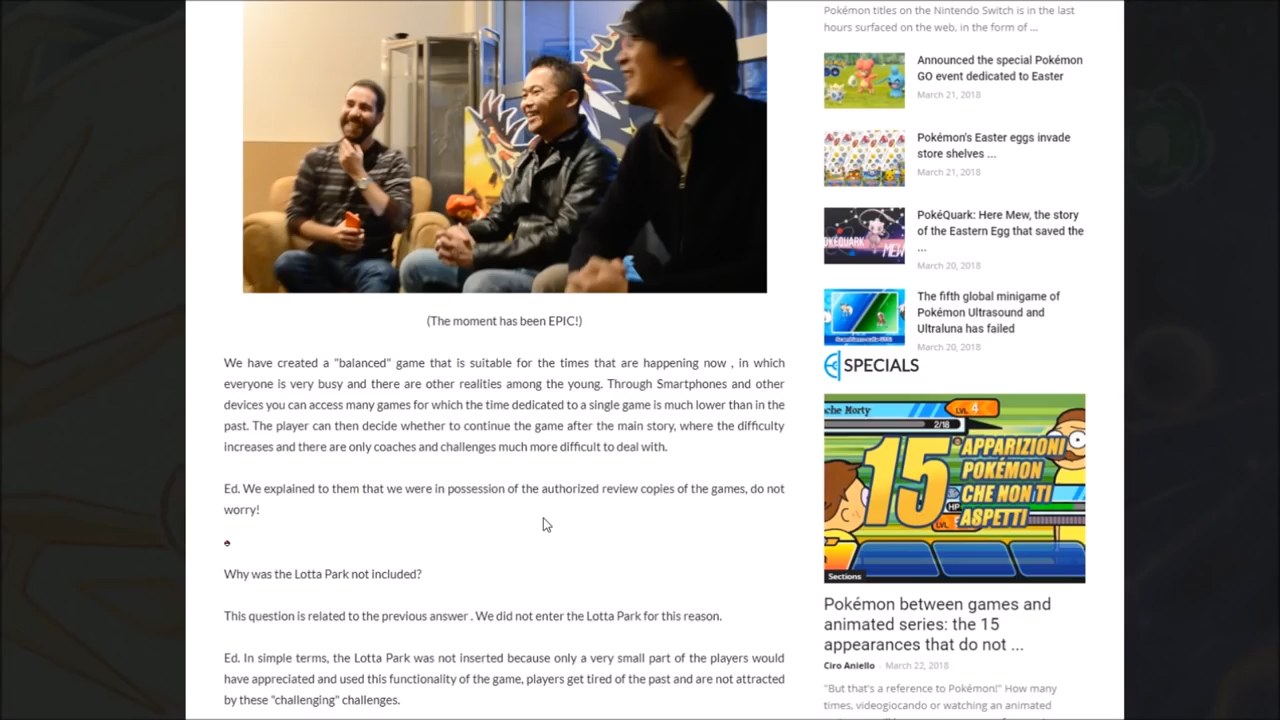 (The moment has been EPIC!)
We have created a "balanced" game that is suitable for the times that are happening now , in which
everyone is very busy and there are other realities among the young. Through Smartphones and other
devices you can access many games for which the time dedicated to a single game is much lower than in the
past. The player can then decide whether to continue the game after the main story, where the difficulty
increases and there are only coaches and challenges much more difficult to deal with.
Ed. We explained to them that we were in possession of the authorized review copies of the games, do not
worry!
Why was the Lotta Park not included?
This question is related to the previous answer . We did not enter the Lotta Park for this reason.
Ed. In simple terms, the Lotta Park was not inserted because only a very small part of the players would
have appreciated and used this functionality of the game, players get tired of the past and are not attracted
by these "challenging" challenges.
Pokémon titles on the Nintendo Switch is in the last
hours surfaced on the web, in the form of ...
GO
Announced the special Pokémon
GO event dedicated to Easter
March 21, 2018
Pokémon's Easter eggs invade
store shelves ...
March 21, 2018
POKÉQUARK
MEW
PokéQuark: Here Mew, the story
of the Eastern Egg that saved the
...
March 20, 2018
The fifth global minigame of
Pokémon Ultrasound and
Ultraluna has failed
March 20, 2018
SPECIALS
che Morty
LVL 4
2/18
15 APPARIZIONI
POKÉMON
CHE NON TI
ASPETTI
HP
LVL
Sections
Pokémon between games and
animated series: the 15
appearances that do not ...
Ciro Aniello - March 22, 2018
"But that's a reference to Pokémon!" How many
times, videogiocando or watching an animated